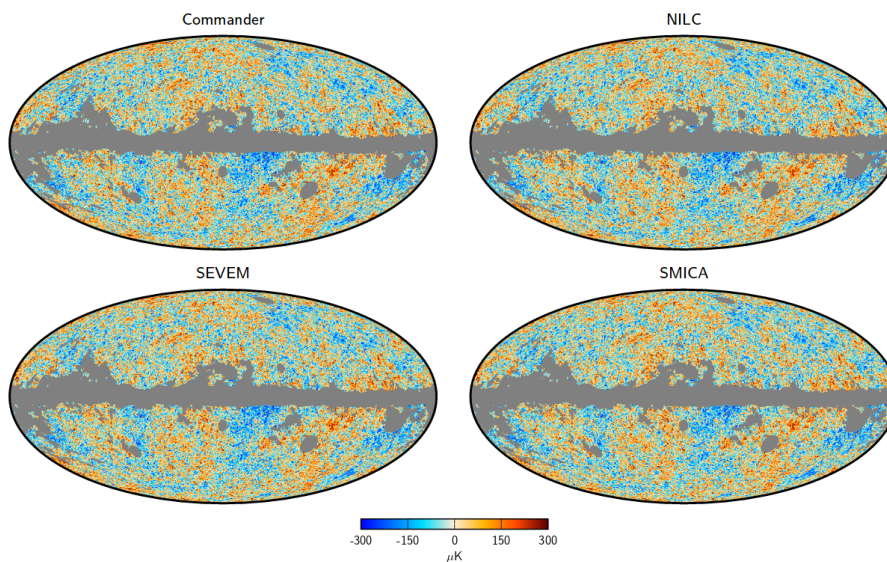 Commander
NILC
SEVEM
SMICA
-300 -150 0 150 300
μK